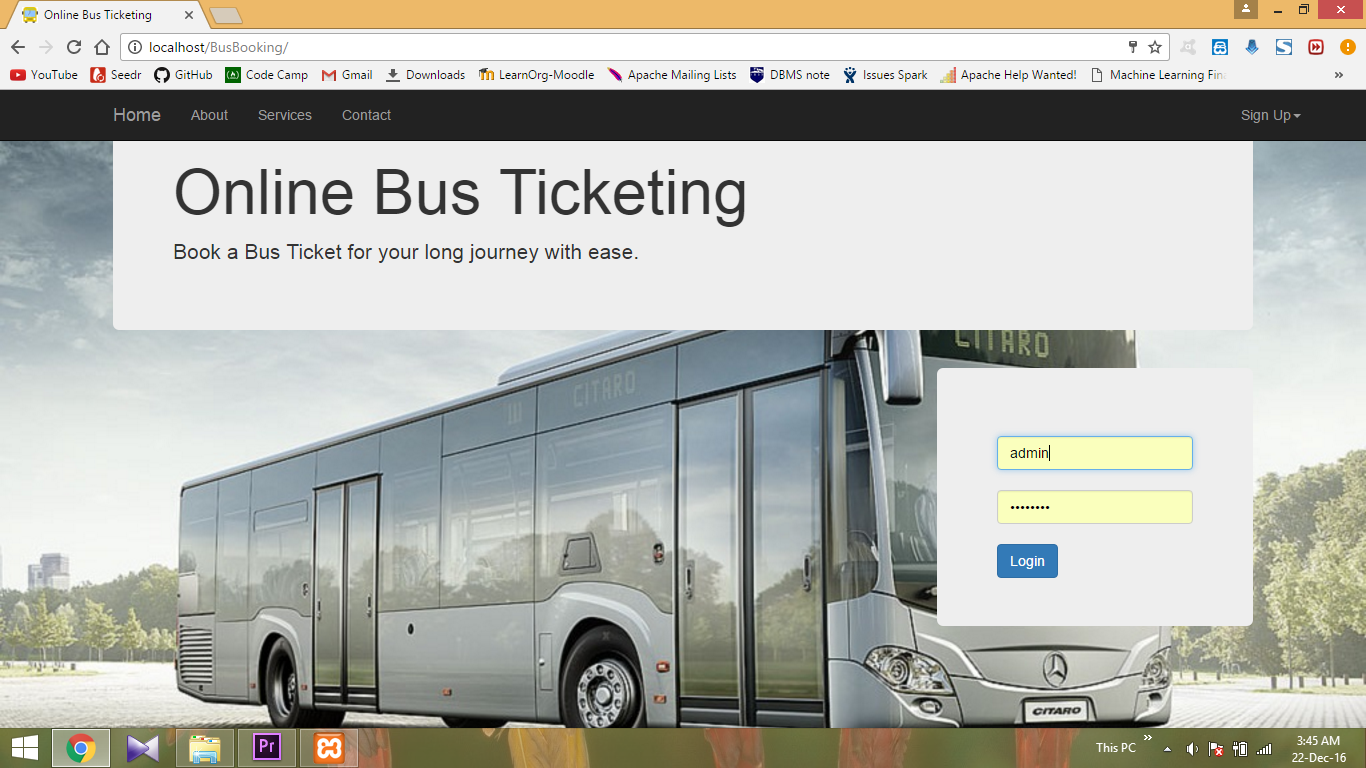 Online Bus Ticketing
localhost/BusBooking/
YouTube Seedr GitHub Code Camp Gmail Downloads LearnOrg-Moodle Apache Mailing Lists DBMS note Issues Spark Apache Help Wanted! Machine Learning Fin
Home About Services Contact Sign Up
Online Bus Ticketing
Book a Bus Ticket for your long journey with ease.
CITARO
CITARO
admin
••••••••
Login
CITARO
Pr
This PC
3:45 AM
22-Dec-16